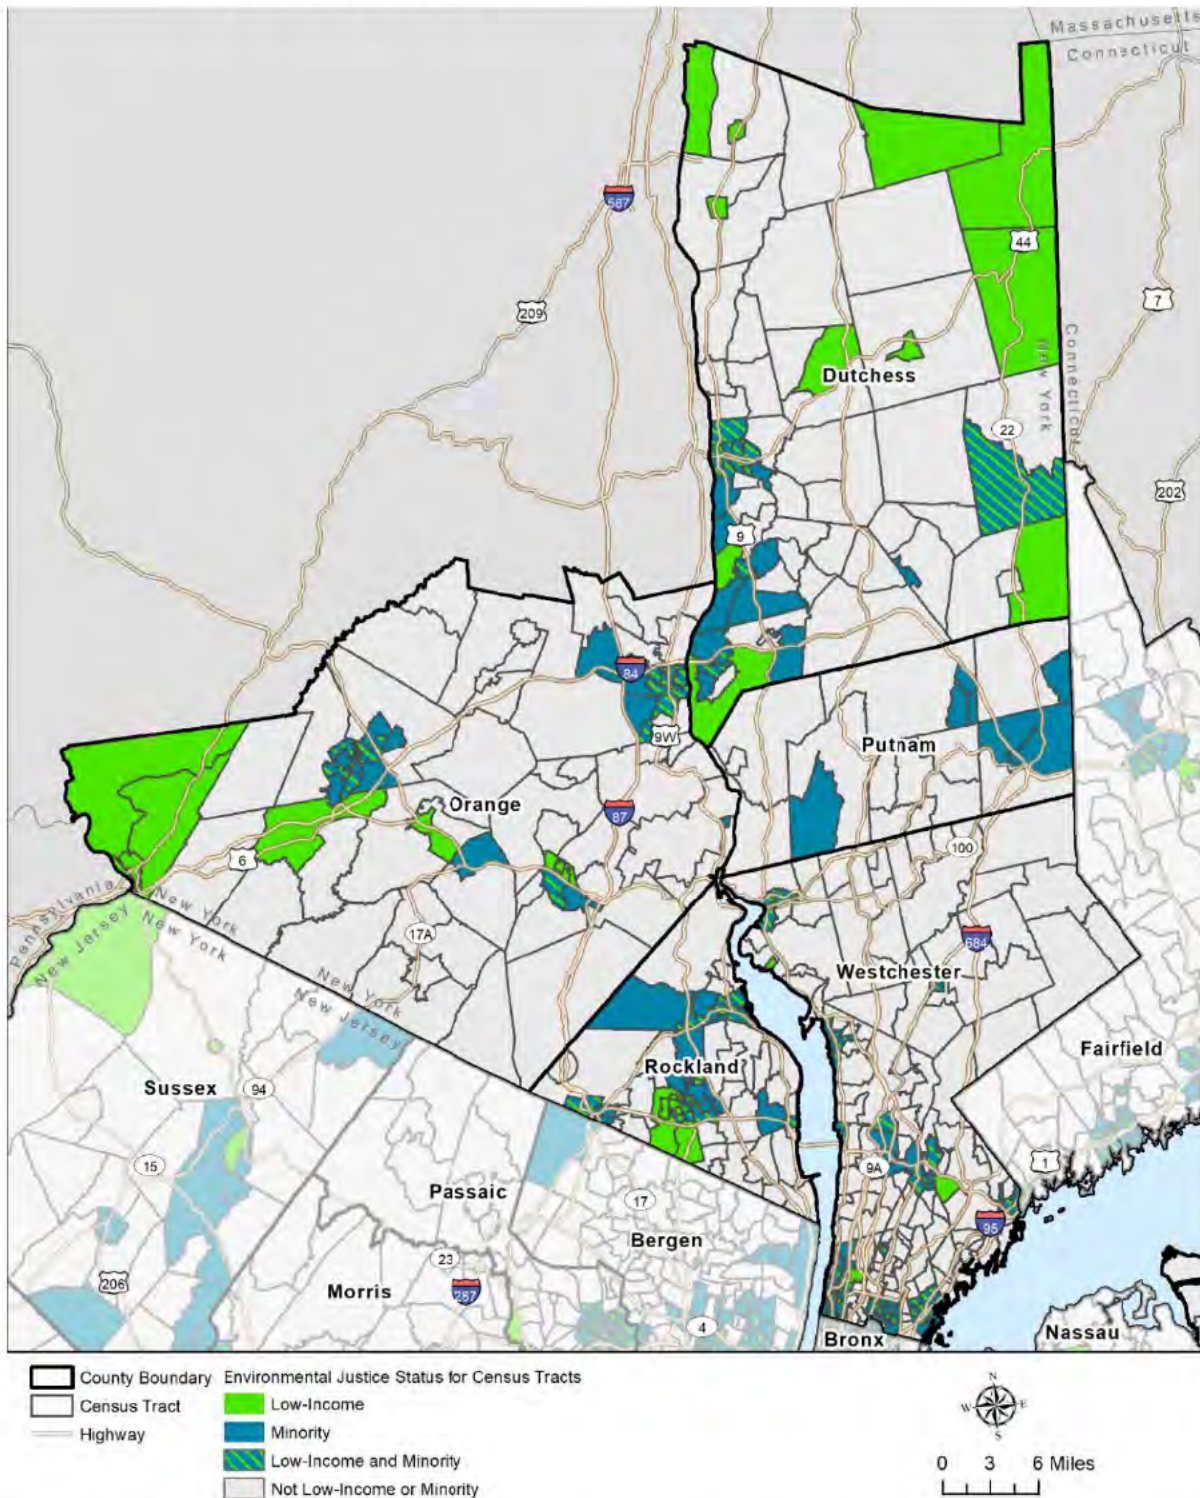 Massachusetts
Connecticut
587
44
209
7
Connecticut
New York
Dutchess
22
202
9
84
9W
Putnam
Orange
87
6
100
Pennsylvania
New York
New Jersey
New York
17A
684
Westchester
New York
New Jersey
Fairfield
Rockland
Sussex
94
15
1
9A
Passaic
17
95
Bergen
23
206
Morris
287
4
Bronx
Nassau
County Boundary
Census Tract
Highway
Environmental Justice Status for Census Tracts
Low-Income
Minority
Low-Income and Minority
Not Low-Income or Minority
N
W E
S
0 3 6 Miles